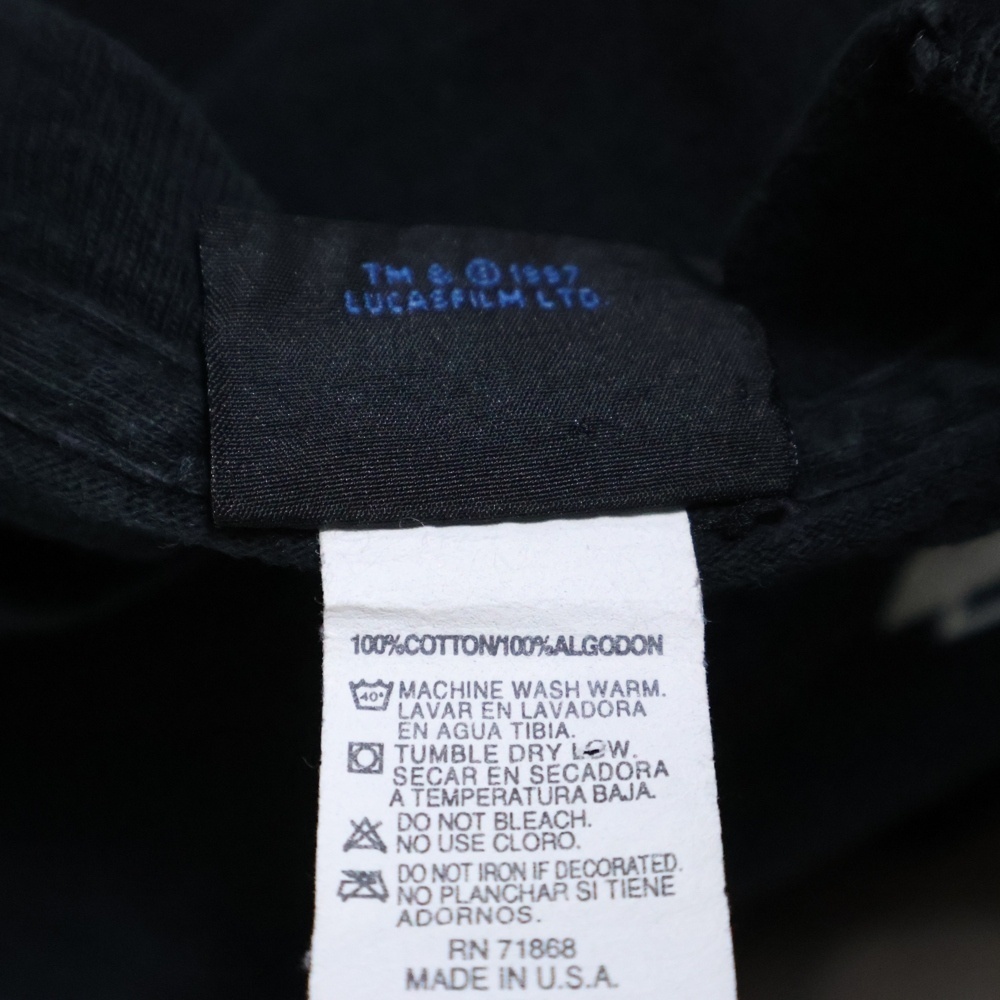 TM & © 1997
LUCASFILM LTD.
100%COTTON/100%ALGODON
40°
MACHINE WASH WARM.
LAVAR EN LAVADORA
EN AGUA TIBIA.
TUMBLE DRY LOW.
SECAR EN SECADORA
A TEMPERATURA BAJA.
DO NOT BLEACH.
NO USE CLORO.
DO NOT IRON IF DECORATED.
NO PLANCHAR SI TIENE
ADORNOS.
RN 71868
MADE IN U.S.A.